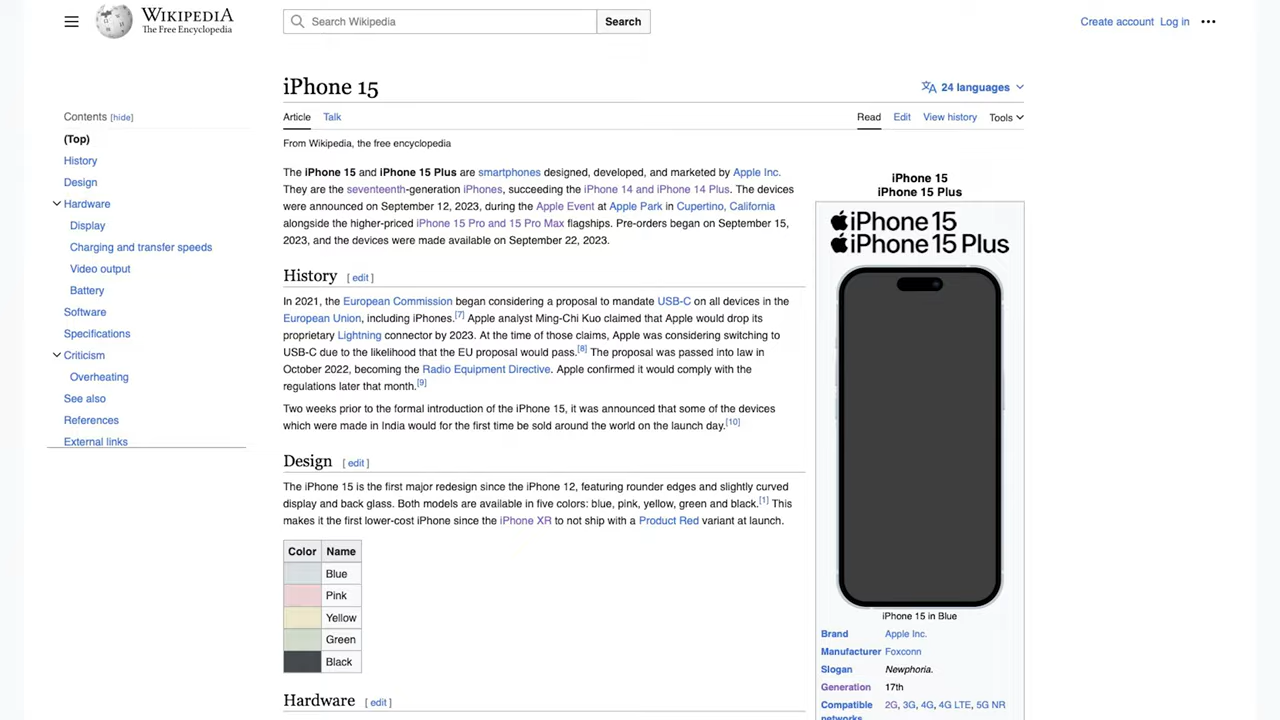 WIKIPEDIA
The Free Encyclopedia
Search Wikipedia
Search
Create account Log in
iPhone 15
24 languages
Article Talk
Read Edit View history Tools
From Wikipedia, the free encyclopedia
Contents [hide]
(Top)
History
Design
Hardware
Display
Charging and transfer speeds
Video output
Battery
Software
Specifications
Criticism
Overheating
See also
References
External links
The iPhone 15 and iPhone 15 Plus are smartphones designed, developed, and marketed by Apple Inc.
They are the seventeenth-generation iPhones, succeeding the iPhone 14 and iPhone 14 Plus. The devices
were announced on September 12, 2023, during the Apple Event at Apple Park in Cupertino, California
alongside the higher-priced iPhone 15 Pro and 15 Pro Max flagships. Pre-orders began on September 15,
2023, and the devices were made available on September 22, 2023.
History [ edit ]
In 2021, the European Commission began considering a proposal to mandate USB-C on all devices in the
European Union, including iPhones.[7] Apple analyst Ming-Chi Kuo claimed that Apple would drop its
proprietary Lightning connector by 2023. At the time of those claims, Apple was considering switching to
USB-C due to the likelihood that the EU proposal would pass.[8] The proposal was passed into law in
October 2022, becoming the Radio Equipment Directive. Apple confirmed it would comply with the
regulations later that month.[9]
Two weeks prior to the formal introduction of the iPhone 15, it was announced that some of the devices
which were made in India would for the first time be sold around the world on the launch day.[10]
Design [ edit ]
The iPhone 15 is the first major redesign since the iPhone 12, featuring rounder edges and slightly curved
display and back glass. Both models are available in five colors: blue, pink, yellow, green and black.[1] This
makes it the first lower-cost iPhone since the iPhone XR to not ship with a Product Red variant at launch.
Color Name
Blue
Pink
Yellow
Green
Black
Hardware [ edit ]
iPhone 15
iPhone 15 Plus
iPhone 15
iPhone 15 Plus
iPhone 15 in Blue
Brand Apple Inc.
Manufacturer Foxconn
Slogan Newphoria.
Generation 17th
Compatible 2G, 3G, 4G, 4G LTE, 5G NR
networks